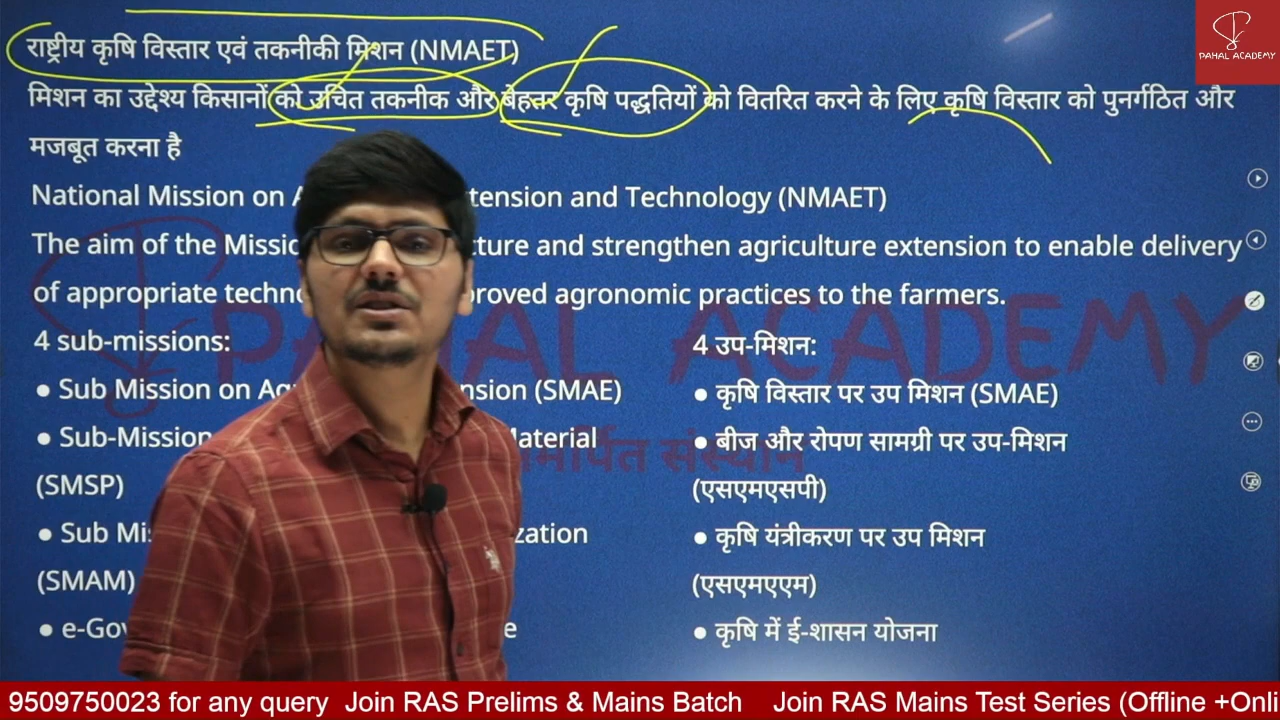 PAHAL ACADEMY
राष्ट्रीय कृषि विस्तार एवं तकनीकी मिशन (NMAET)
मिशन का उद्देश्य किसानों को उचित तकनीक और बेहतर कृषि पद्धतियों को वितरित करने के लिए कृषि विस्तार को पुनर्गठित और
मजबूत करना है
National Mission on A tension and Technology (NMAET)
The aim of the Missic cture and strengthen agriculture extension to enable delivery
of appropriate techno proved agronomic practices to the farmers.
4 sub-missions:
● Sub Mission on Ag nsion (SMAE)
● Sub-Mission Material
(SMSP)
● Sub Mis zation
(SMAM)
● e-Gov e
4 उप-मिशन:
● कृषि विस्तार पर उप मिशन (SMAE)
● बीज और रोपण सामग्री पर उप-मिशन
(एसएमएसपी)
● कृषि यंत्रीकरण पर उप मिशन
(एसएमएएम)
● कृषि में ई-शासन योजना
PAHAL ACADEMY
समर्पित संस्थान
9509750023 for any query Join RAS Prelims & Mains Batch Join RAS Mains Test Series (Offline +Onli